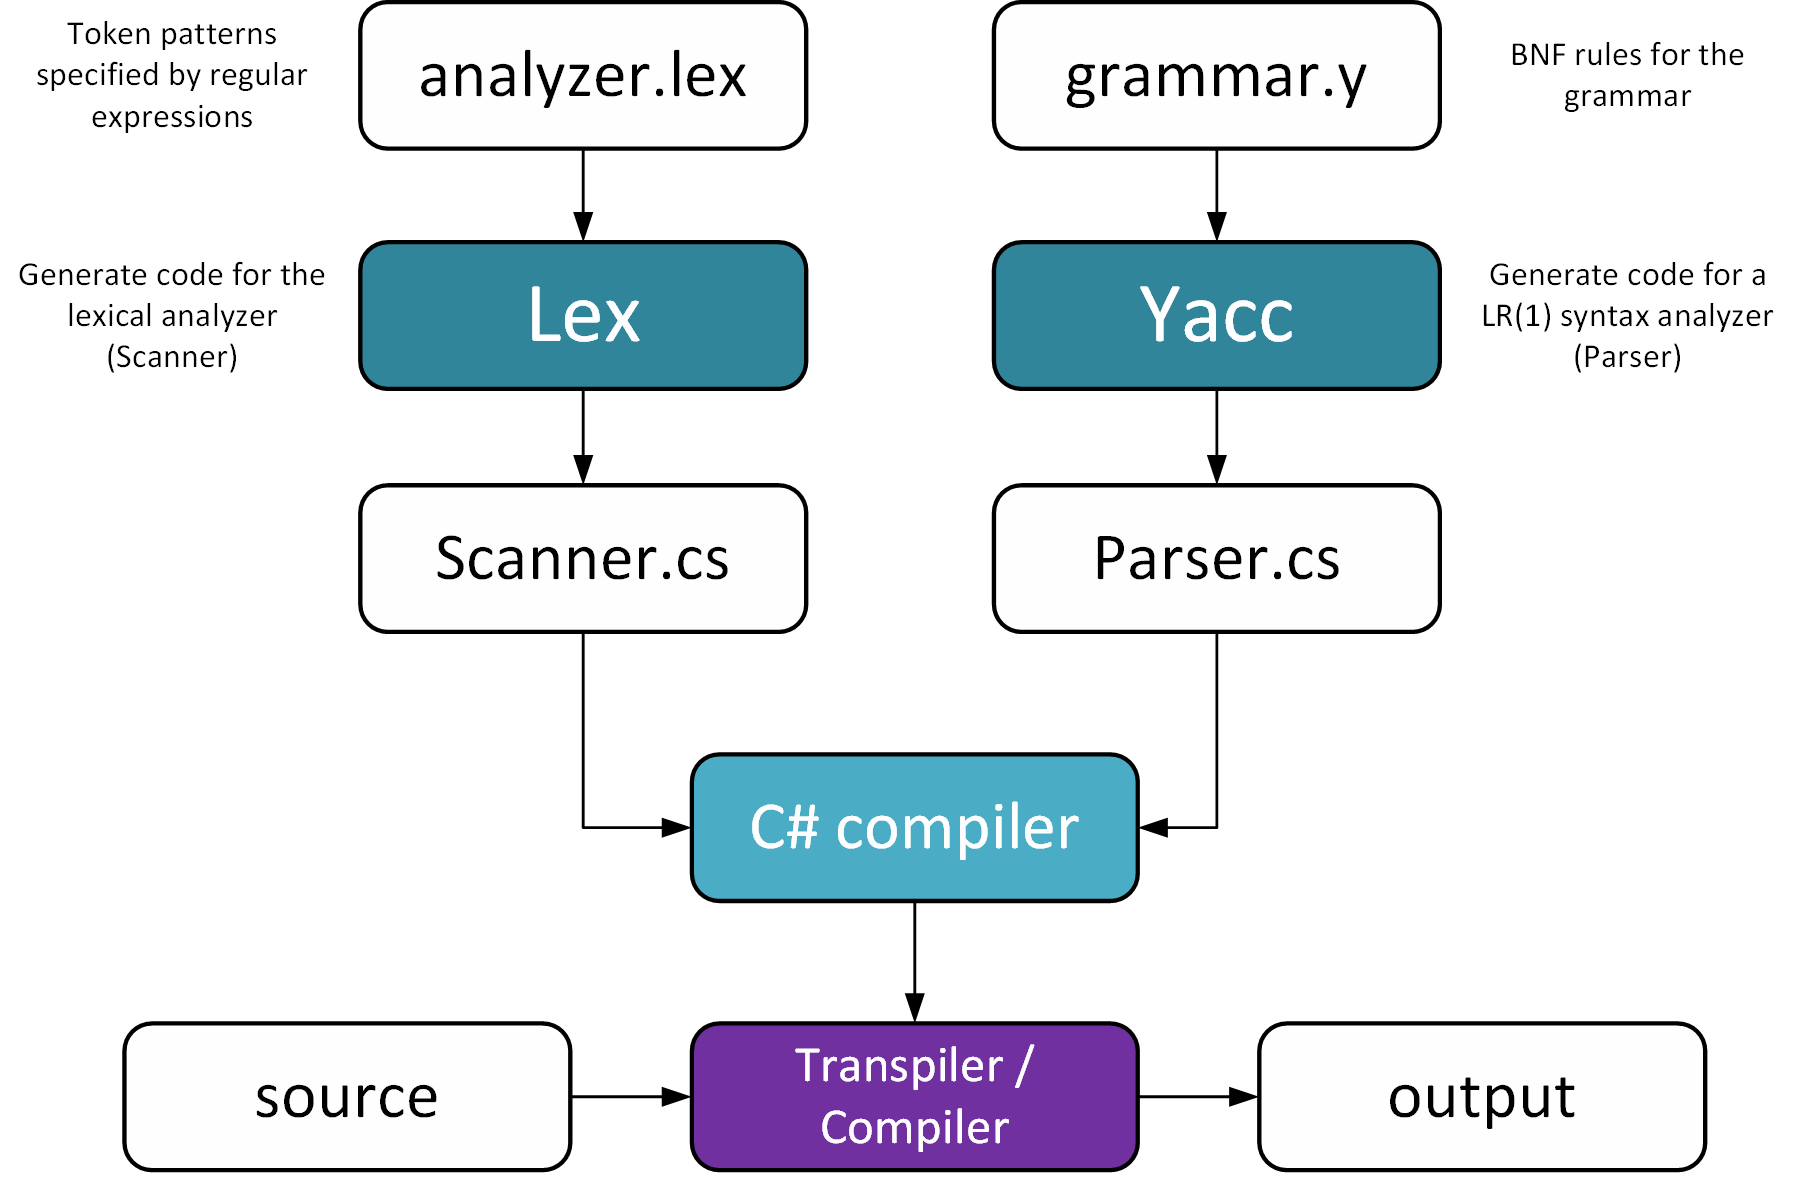 Token patterns
specified by regular
expressions
analyzer.lex
grammar.y
BNF rules for the
grammar
Generate code for the
lexical analyzer
(Scanner)
Lex
Yacc
Generate code for a
LR(1) syntax analyzer
(Parser)
Scanner.cs
Parser.cs
C# compiler
source
Transpiler /
Compiler
output